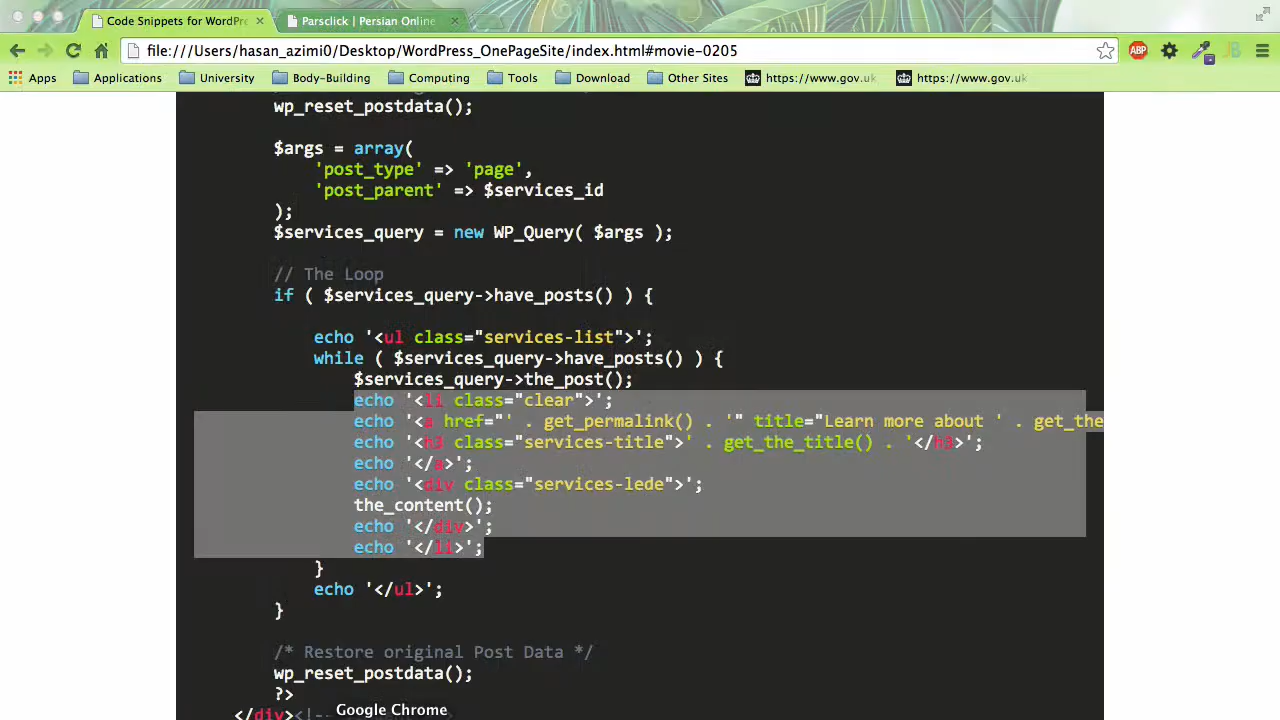 Code Snippets for WordPre
Parsclick | Persian Online
file:///Users/hasan_azimi0/Desktop/WordPress_OnePageSite/index.html#movie-0205
ABP
JB
Apps
Applications
University
Body-Building
Computing
Tools
Download
Other Sites
https://www.gov.uk
https://www.gov.uk
wp_reset_postdata();
$args = array(
'post_type' => 'page',
'post_parent' => $services_id
);
$services_query = new WP_Query( $args );
// The Loop
if ( $services_query->have_posts() ) {
echo '<ul class="services-list">';
while ( $services_query->have_posts() ) {
$services_query->the_post();
echo '<li class="clear">';
echo '<a href="' . get_permalink() . '" title="Learn more about ' . get_the
echo '<h3 class="services-title">' . get_the_title() . '</h3>';
echo '</a>';
echo '<div class="services-lede">';
the_content();
echo '</div>';
echo '</li>';
}
echo '</ul>';
}
/* Restore original Post Data */
wp_reset_postdata();
?>
</div><!--
Google Chrome